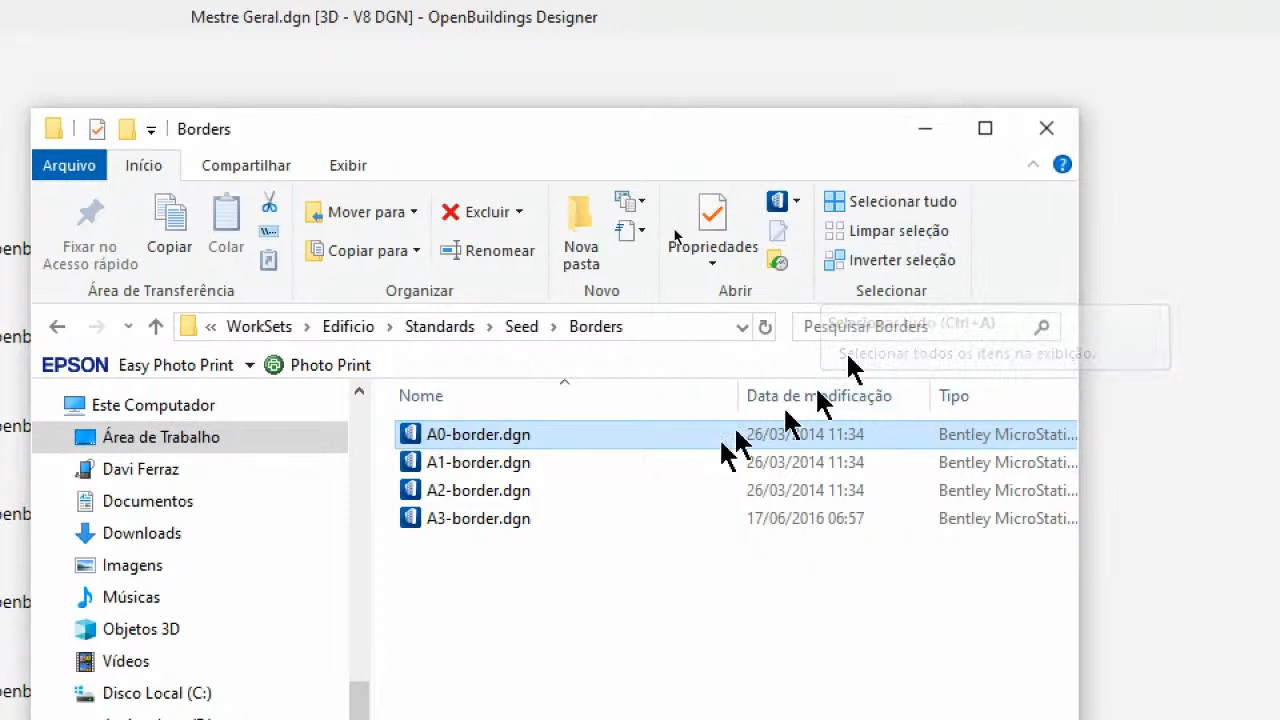 Mestre Geral.dgn [3D - V8 DGN] - OpenBuildings Designer
Borders
Arquivo Início Compartilhar Exibir
Fixar no
Acesso rápido
Copiar
Colar
Área de Transferência
Mover para
Copiar para
Excluir
Renomear
Organizar
Nova
pasta
Novo
Propriedades
Abrir
Selecionar tudo
Limpar seleção
Inverter seleção
Selecionar
« WorkSets > Edificio > Standards > Seed > Borders
Pesquisar Borders
Selecionar tudo (Ctrl+A)
Selecionar todos os itens na exibição.
EPSON Easy Photo Print Photo Print
Este Computador
Área de Trabalho
Davi Ferraz
Documentos
Downloads
Imagens
Músicas
Objetos 3D
Vídeos
Disco Local (C:)
Nome Data de modificação Tipo
A0-border.dgn 26/03/2014 11:34 Bentley MicroStati...
A1-border.dgn 26/03/2014 11:34 Bentley MicroStati...
A2-border.dgn 26/03/2014 11:34 Bentley MicroStati...
A3-border.dgn 17/06/2016 06:57 Bentley MicroStati...
openb
openb
openb
openb
openb
openb